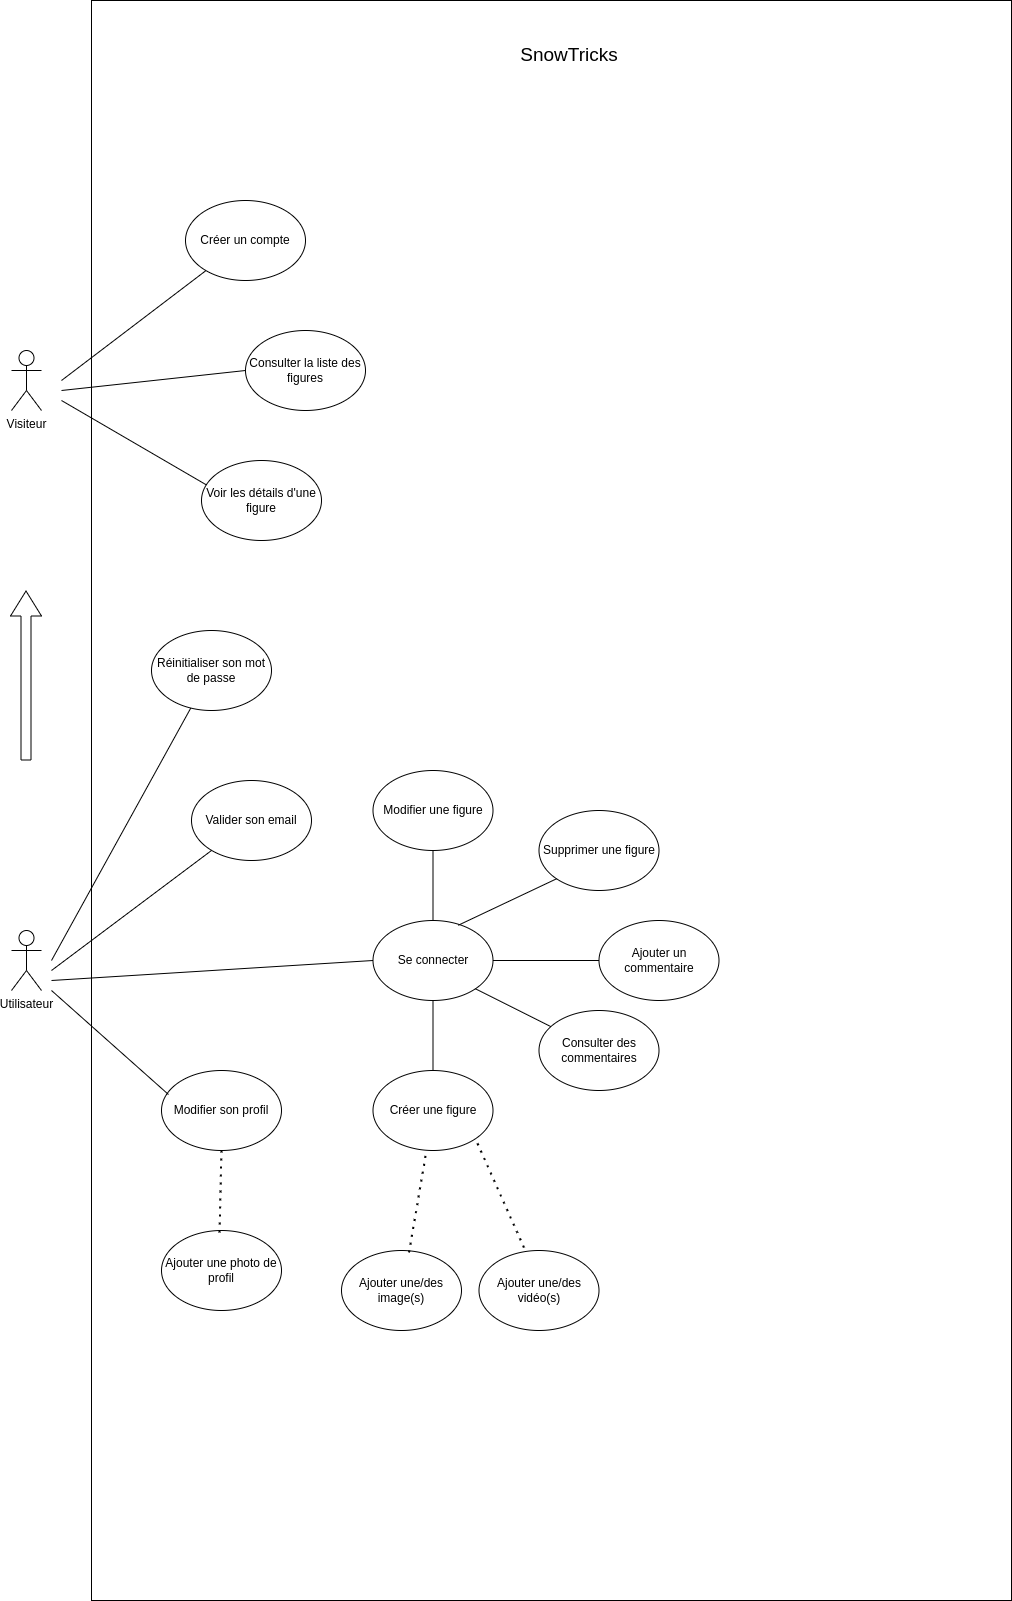 SnowTricks
Créer un compte
Consulter la liste des
figures
Visiteur
Voir les détails d'une
figure
Réinitialiser son mot
de passe
Valider son email
Modifier une figure
Supprimer une figure
Utilisateur
Se connecter
Ajouter un
commentaire
Consulter des
commentaires
Modifier son profil
Créer une figure
Ajouter une photo de
profil
Ajouter une/des
image(s)
Ajouter une/des
vidéo(s)